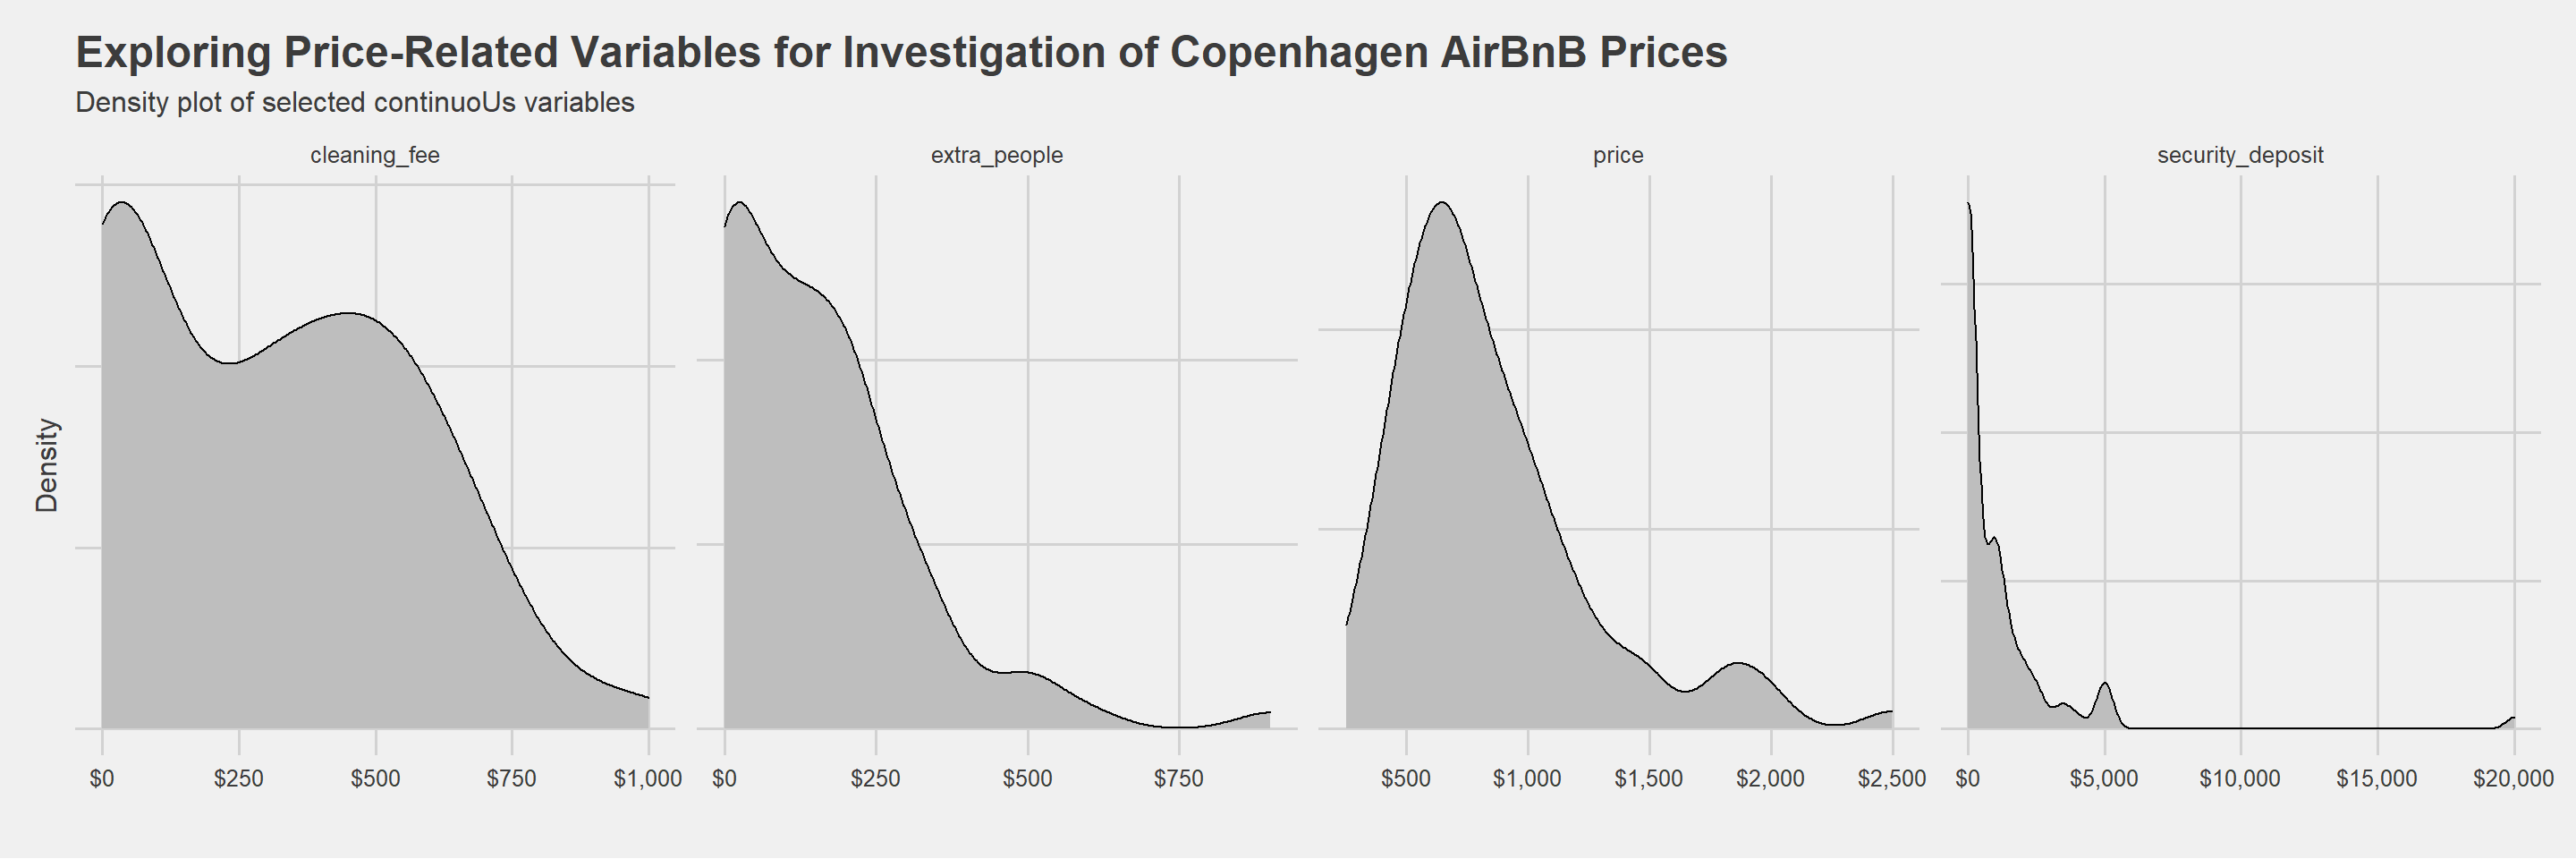 Exploring Price-Related Variables for Investigation of Copenhagen AirBnB Prices
Density plot of selected continuoUs variables
cleaning_fee extra_people price security_deposit
Density
$0 $250 $500 $750 $1,000 $0 $250 $500 $750 $500 $1,000 $1,500 $2,000 $2,500 $0 $5,000 $10,000 $15,000 $20,000